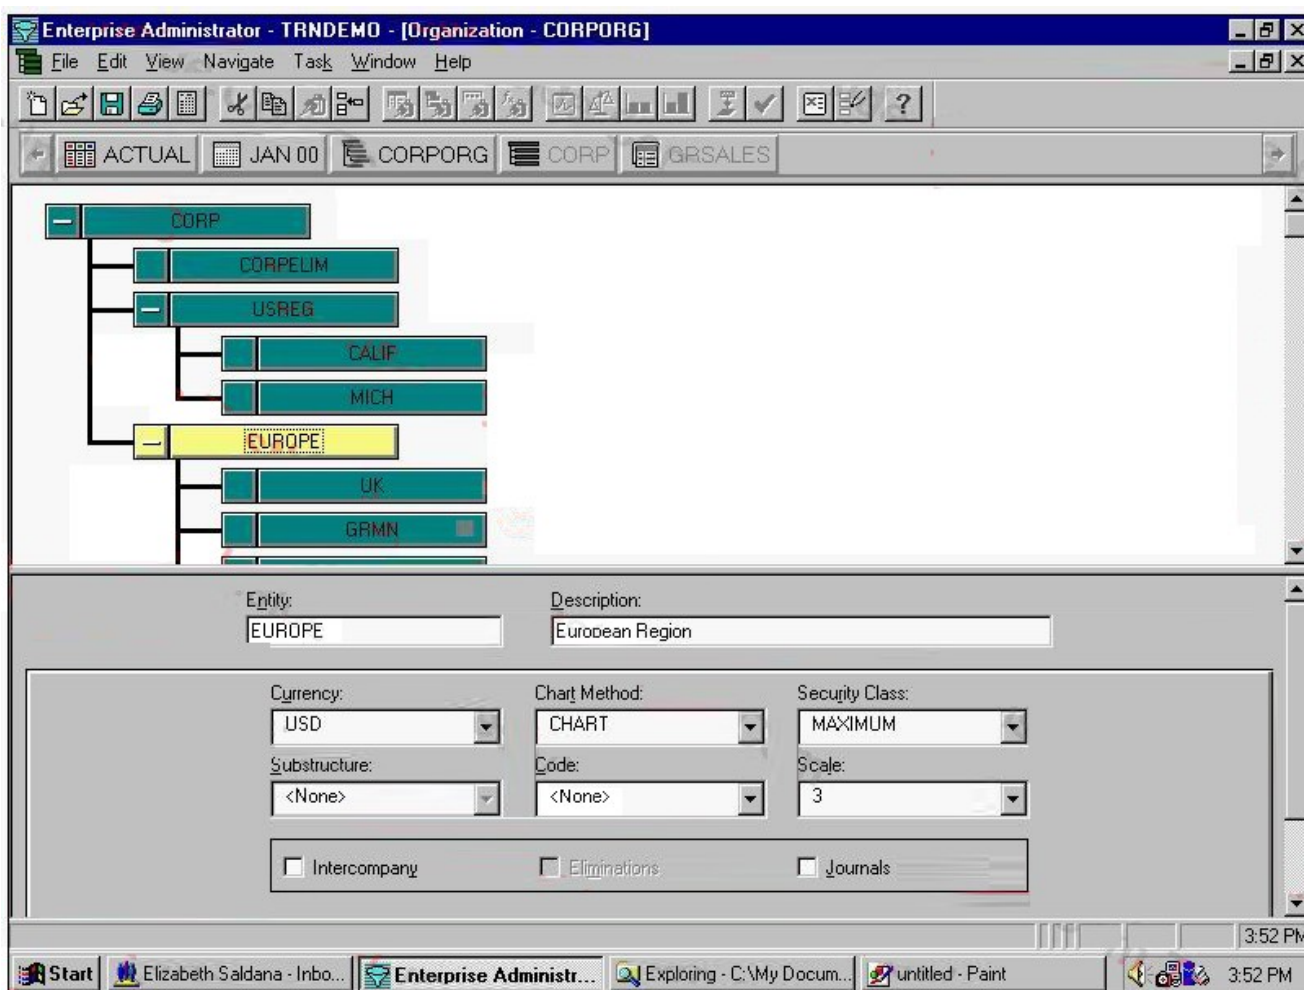 Enterprise Administrator - TRNDEMO - [Organization - CORPORG]
File Edit View Navigate Task Window Help
ACTUAL JAN 00 CORPORG CORP GRSALES
CORP
CORPELIM
USREG
CALIF
MICH
EUROPE
UK
GRMN
Entity: Description:
EUROPE European Region
Currency: Chart Method: Security Class:
USD CHART MAXIMUM
Substructure: Code: Scale:
<None> <None> 3
Intercompany Eliminations Journals
3:52 PM
Start Elizabeth Saldana - Inbo... Enterprise Administr... Exploring - C:\My Docum... untitled - Paint 3:52 PM